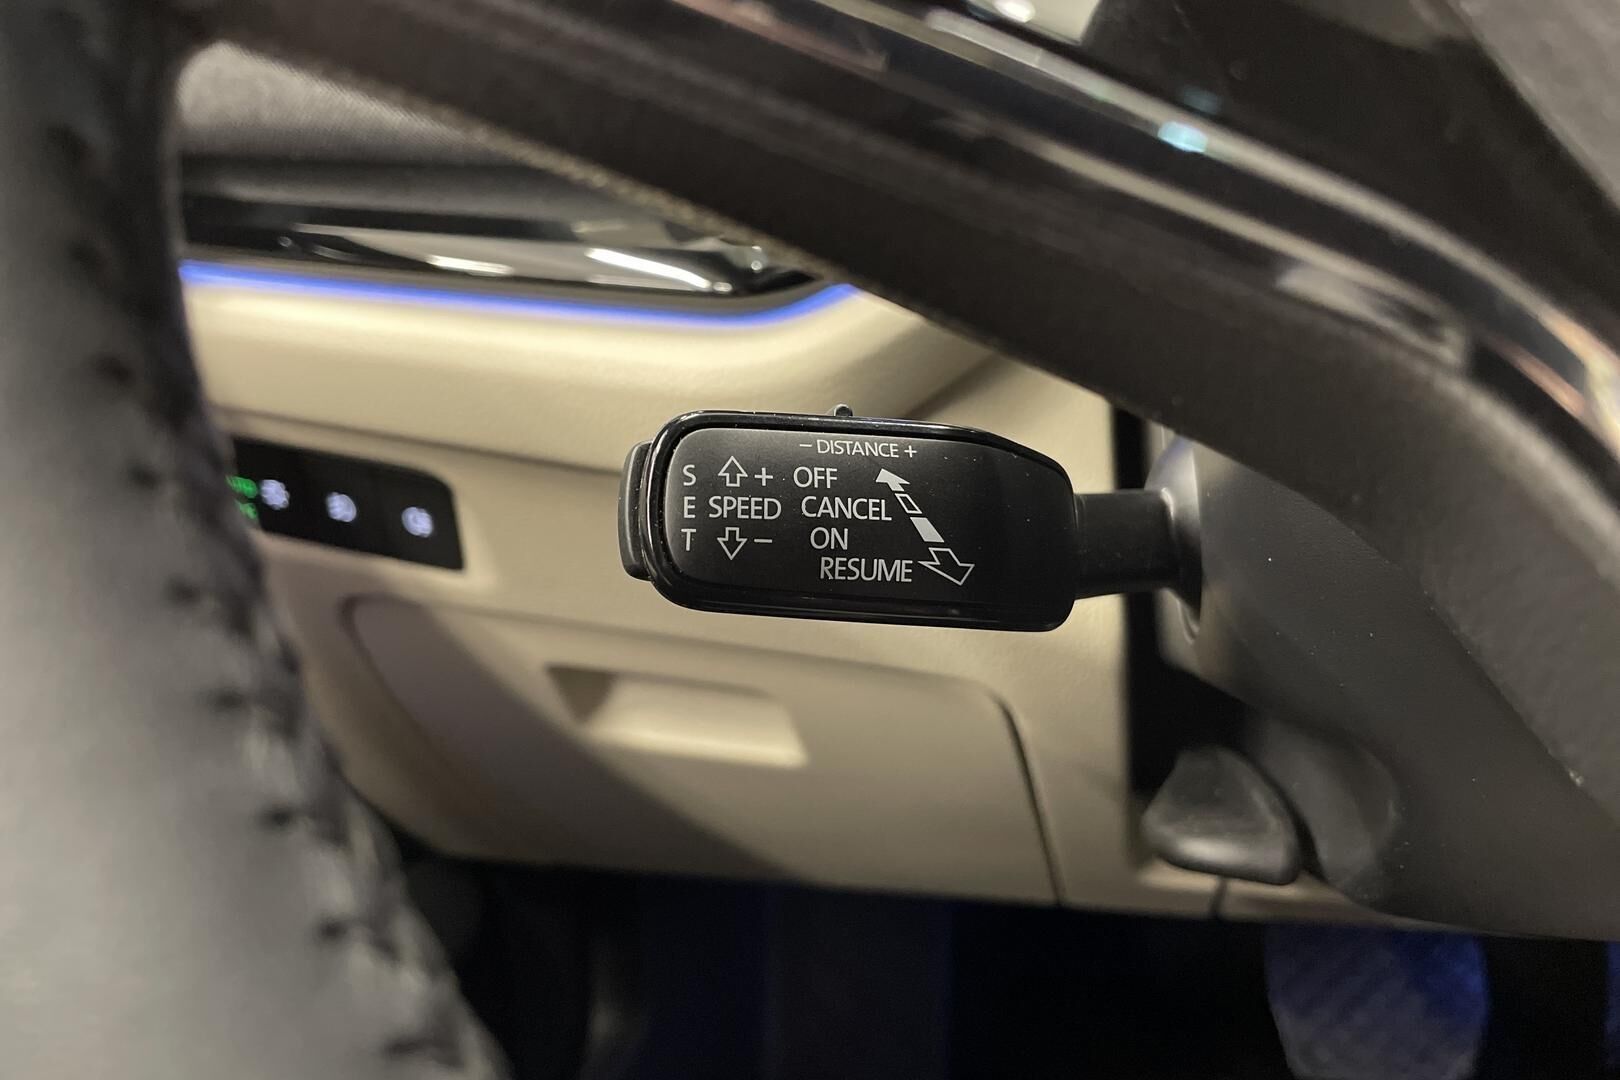 − DISTANCE +
S + OFF
E SPEED CANCEL
T − ON
RESUME